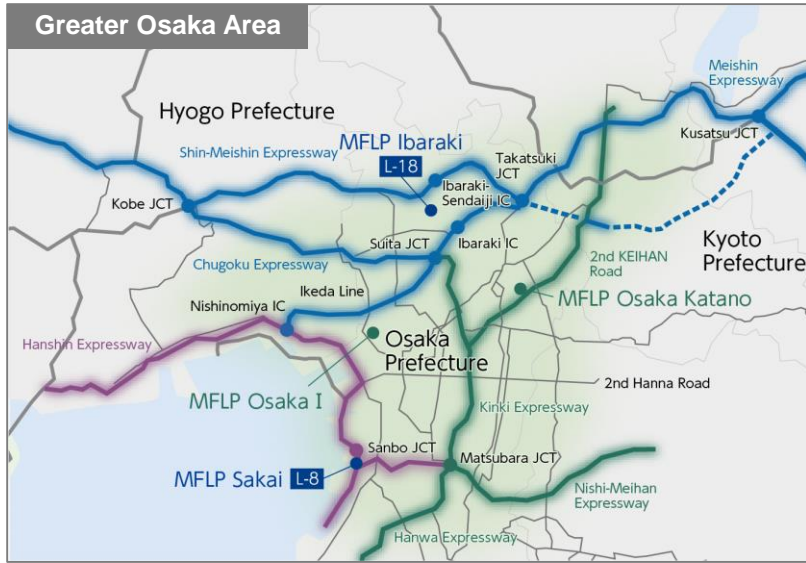 Greater Osaka Area
Meishin
Expressway
Hyogo Prefecture
MFLP Ibaraki
L-18
Shin-Meishin Expressway
Takatsuki
JCT
Kusatsu JCT
Ibaraki-
Sendaiji IC
Kobe JCT
Suita JCT
Ibaraki IC
2nd KEIHAN
Road
Kyoto
Prefecture
Chugoku Expressway
Ikeda Line
MFLP Osaka Katano
Nishinomiya IC
Hanshin Expressway
Osaka
Prefecture
2nd Hanna Road
MFLP Osaka I
Kinki Expressway
Sanbo JCT
Matsubara JCT
MFLP Sakai
L-8
Nishi-Meihan
Expressway
Hanwa Expressway